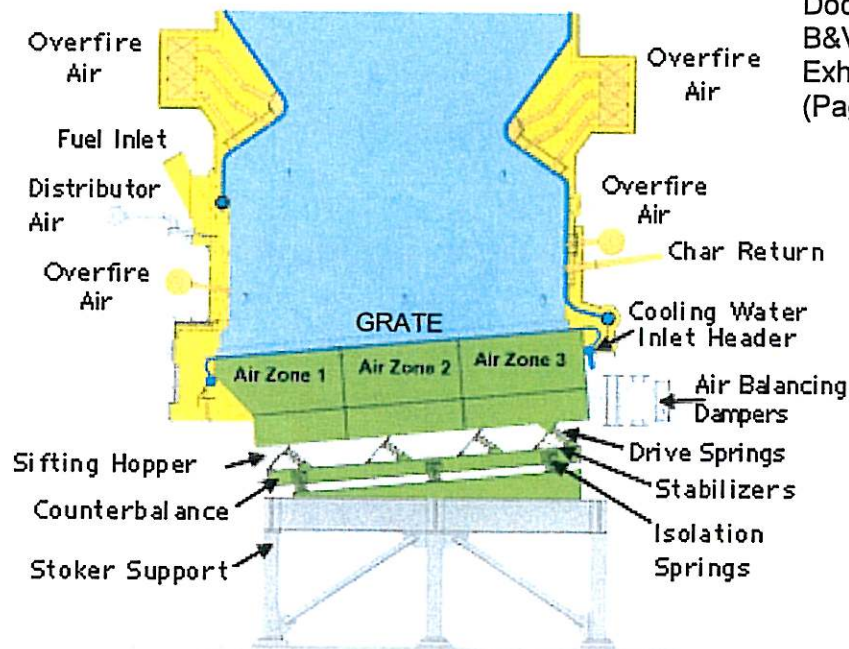 Overfire
Air
Fuel Inlet
Distributor
Air
Overfire
Air
GRATE
Air Zone 1
Air Zone 2
Air Zone 3
Sifting Hopper
Counterbalance
Stoker Support
Overfire
Air
Overfire
Air
Char Return
Cooling Water
Inlet Header
Air Balancing
Dampers
Drive Springs
Stabilizers
Isolation
Springs